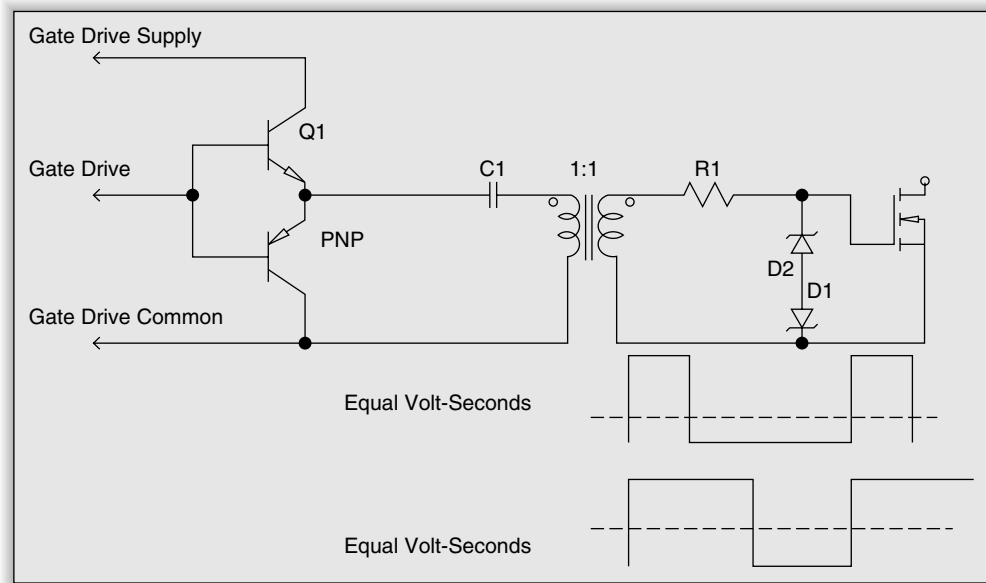 Gate Drive Supply
Q1
Gate Drive
C1
1:1
R1
PNP
D2
D1
Gate Drive Common
Equal Volt-Seconds
Equal Volt-Seconds